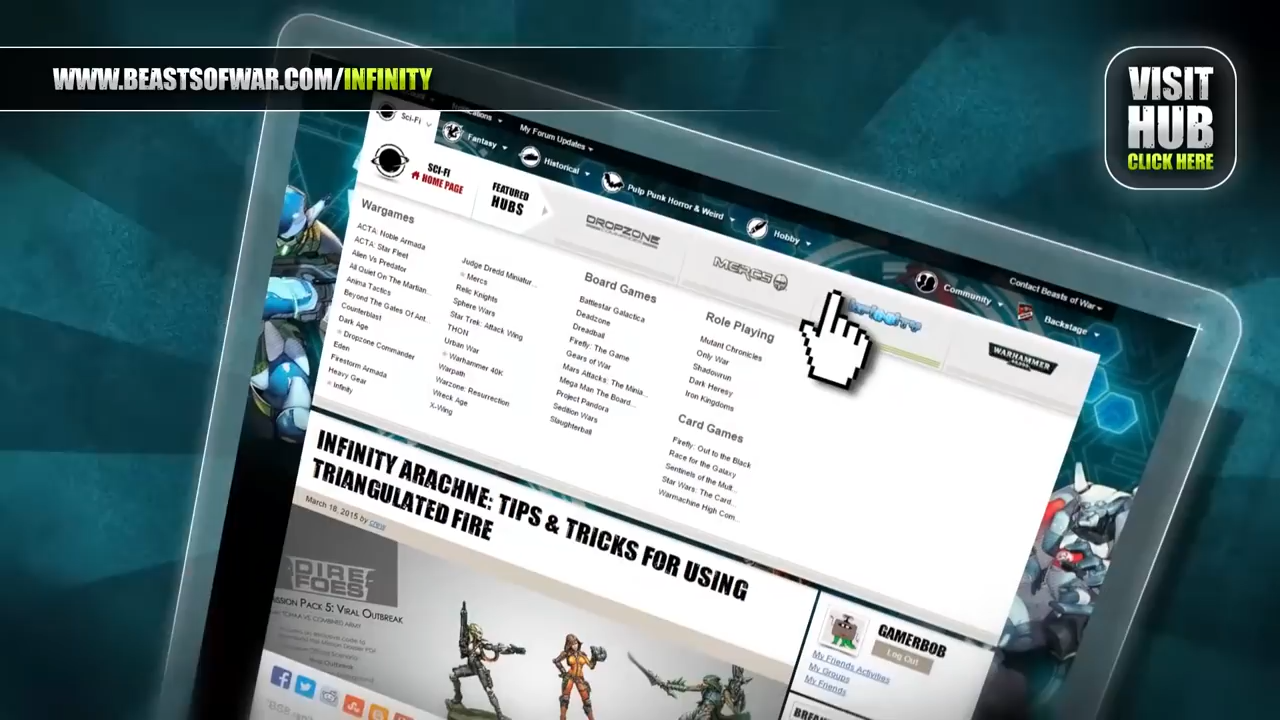 WWW.BEASTSOFWAR.COM/INFINITY
VISIT
HUB
CLICK HERE
Notifications
My Forum Updates
Sci-Fi
Fantasy
Historical
Pulp Punk Horror & Weird
Hobby
Community
Contact Beasts of War
Backstage
SCI-FI
HOME PAGE
FEATURED
HUBS
DROPZONE
MERCS
WARHAMMER
Wargames
ACTA: Noble Armada
ACTA: Star Fleet
Alien Vs Predator
All Quiet On The Martian...
Anima Tactics
Beyond The Gates Of Ant...
Counterblast
Dark Age
Dropzone Commander
Eden
Firestorm Armada
Heavy Gear
Infinity
Judge Dredd Miniatur...
Mercs
Relic Knights
Sphere Wars
Star Trek: Attack Wing
THON
Urban War
Warhammer 40K
Warpath
Warzone: Resurrection
Wreck Age
X-Wing
Board Games
Battlestar Galactica
Deadzone
Dreadball
Firefly: The Game
Gears of War
Mars Attacks: The Minia...
Mega Man The Board...
Project Pandora
Sedition Wars
Slaughterball
Role Playing
Mutant Chronicles
Only War
Shadowrun
Dark Heresy
Iron Kingdoms
Card Games
Firefly: Out to the Black
Race for the Galaxy
Sentinels of the Mult...
Star Wars: The Card...
Warmachine High Com...
INFINITY ARACHNE: TIPS & TRICKS FOR USING
TRIANGULATED FIRE
March 18, 2015 by
DIRE
FOES
MISSION PACK 5: VIRAL OUTBREAK
GAMERBOB
Log Out
My Friends Activities
My Groups
My Friends